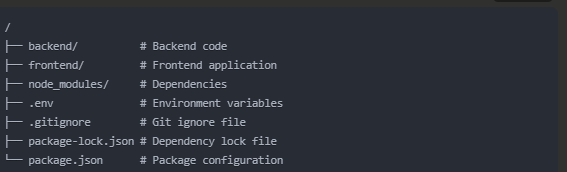 /
├── backend/         # Backend code
├── frontend/        # Frontend application
├── node_modules/    # Dependencies
├── .env             # Environment variables
├── .gitignore       # Git ignore file
├── package-lock.json # Dependency lock file
└── package.json     # Package configuration